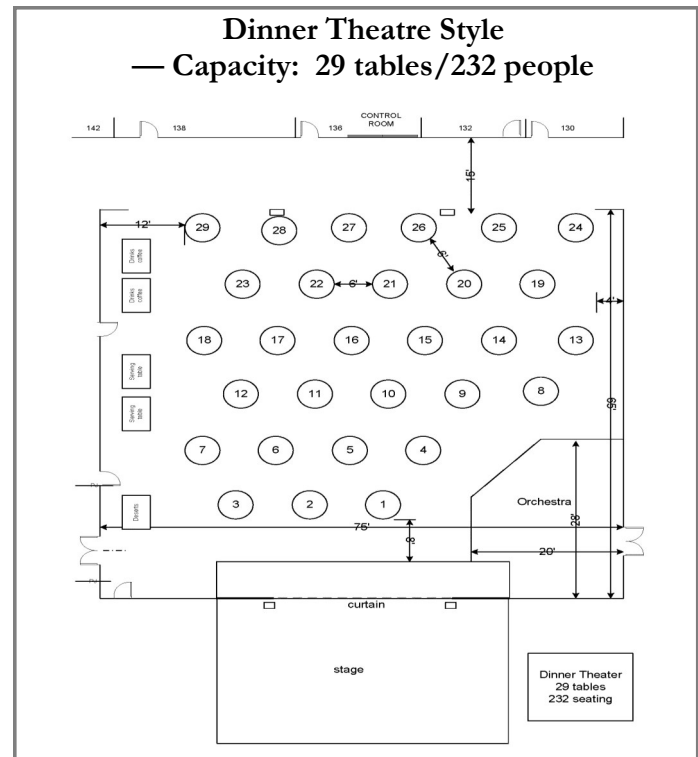 Dinner Theatre Style
— Capacity: 29 tables/232 people
CONTROL
ROOM
142
138
136
132
130
15'
12'
29
28
27
26
25
24
Drinks
coffee
6'
23
22
6'
21
20
19
Drinks
coffee
4'
18
17
16
15
14
13
Serving
table
65'
12
11
10
9
8
Serving
table
7
6
5
4
Orchestra
28'
3
2
1
Deserts
75'
8'
20'
curtain
stage
Dinner Theater
29 tables
232 seating